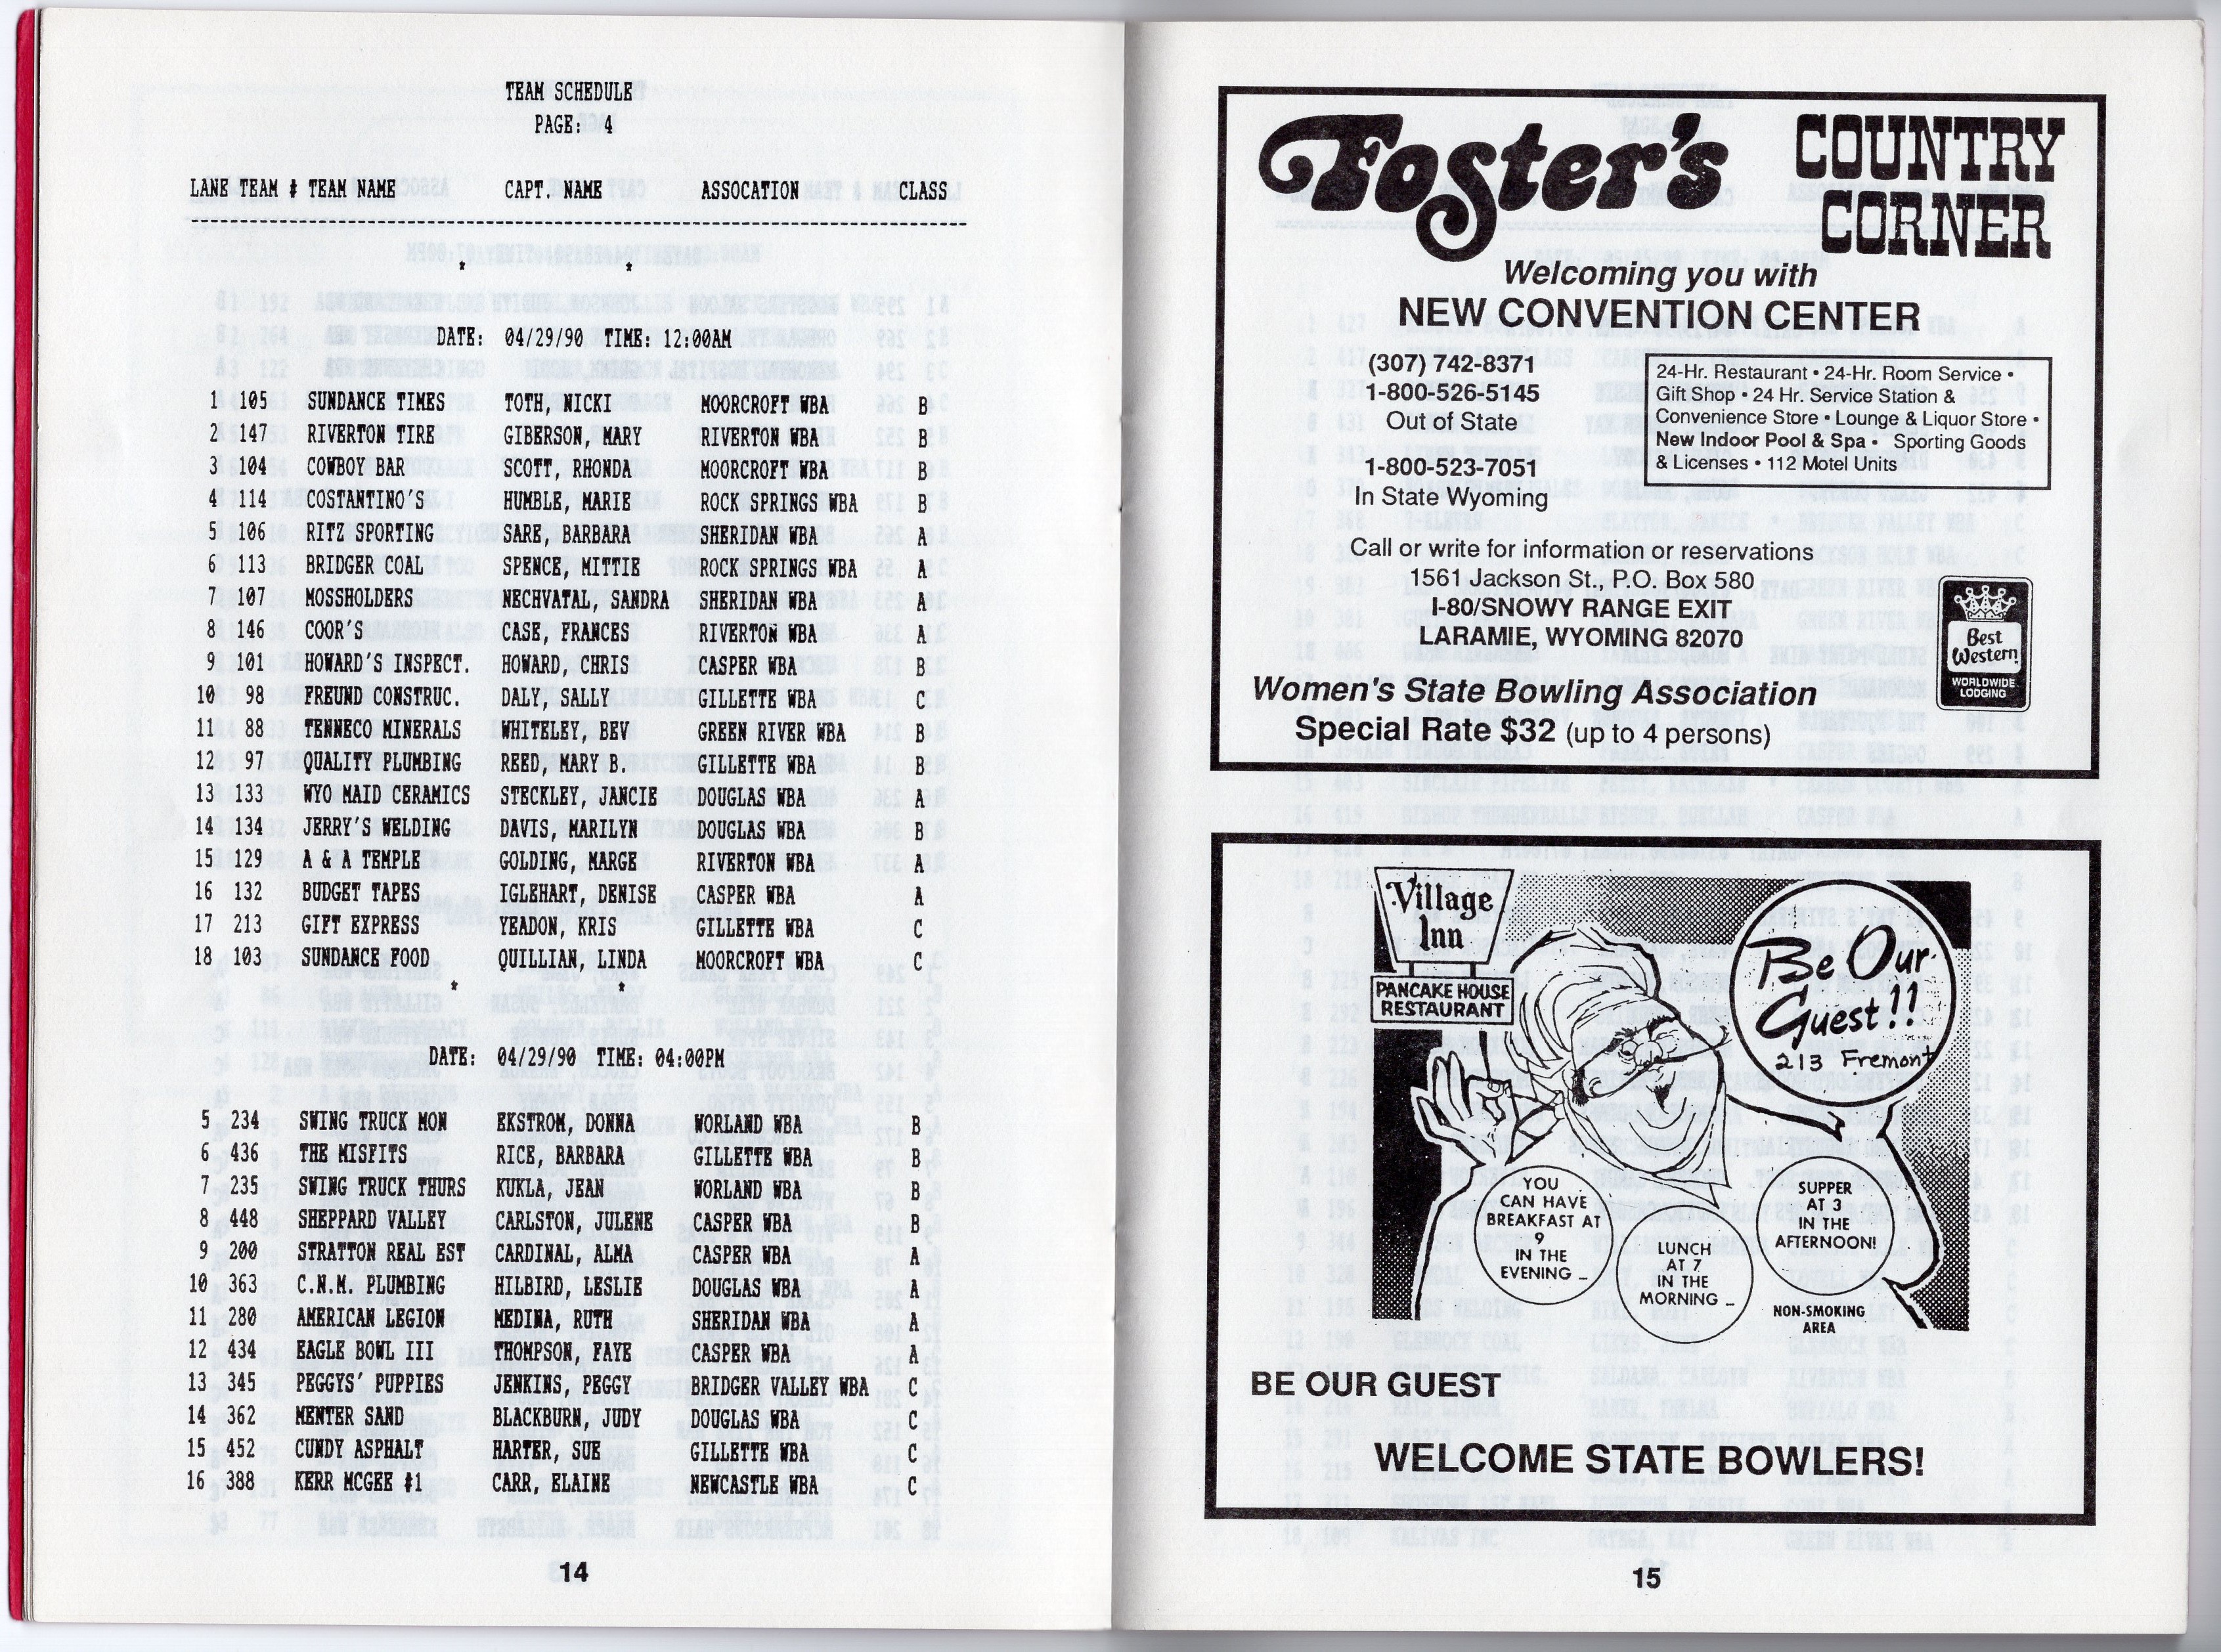 TEAM SCHEDULE
PAGE: 4
LANE TEAM # TEAM NAME CAPT. NAME ASSOCATION CLASS
--------------------------------------------------------------------------------
* *
DATE: 04/29/90 TIME: 12:00AM
1 105 SUNDANCE TIMES TOTH, NICKI MOORCROFT WBA B
2 147 RIVERTON TIRE GIBERSON, MARY RIVERTON WBA B
3 104 COWBOY BAR SCOTT, RHONDA MOORCROFT WBA B
4 114 COSTANTINO'S HUMBLE, MARIE ROCK SPRINGS WBA B
5 106 RITZ SPORTING SARE, BARBARA SHERIDAN WBA A
6 113 BRIDGER COAL SPENCE, MITTIE ROCK SPRINGS WBA A
7 107 MOSSHOLDERS NECHVATAL, SANDRA SHERIDAN WBA A
8 146 COOR'S CASE, FRANCES RIVERTON WBA A
9 101 HOWARD'S INSPECT. HOWARD, CHRIS CASPER WBA B
10 98 FREUND CONSTRUC. DALY, SALLY GILLETTE WBA C
11 88 TENNECO MINERALS WHITELEY, BEV GREEN RIVER WBA B
12 97 QUALITY PLUMBING REED, MARY B. GILLETTE WBA B
13 133 WYO MAID CERAMICS STECKLEY, JANCIE DOUGLAS WBA A
14 134 JERRY'S WELDING DAVIS, MARILYN DOUGLAS WBA B
15 129 A & A TEMPLE GOLDING, MARGE RIVERTON WBA A
16 132 BUDGET TAPES IGLEHART, DENISE CASPER WBA A
17 213 GIFT EXPRESS YEADON, KRIS GILLETTE WBA C
18 103 SUNDANCE FOOD QUILLIAN, LINDA MOORCROFT WBA C
* *
DATE: 04/29/90 TIME: 04:00PM
5 234 SWING TRUCK MON EKSTROM, DONNA WORLAND WBA B
6 436 THE MISFITS RICE, BARBARA GILLETTE WBA B
7 235 SWING TRUCK THURS KUKLA, JEAN WORLAND WBA B
8 448 SHEPPARD VALLEY CARLSTON, JULENE CASPER WBA B
9 200 STRATTON REAL EST CARDINAL, ALMA CASPER WBA A
10 363 C.N.M. PLUMBING HILBIRD, LESLIE DOUGLAS WBA A
11 280 AMERICAN LEGION MEDINA, RUTH SHERIDAN WBA A
12 434 EAGLE BOWL III THOMPSON, FAYE CASPER WBA A
13 345 PEGGYS' PUPPIES JENKINS, PEGGY BRIDGER VALLEY WBA C
14 362 MENTER SAND BLACKBURN, JUDY DOUGLAS WBA C
15 452 CUNDY ASPHALT HARTER, SUE GILLETTE WBA C
16 388 KERR MCGEE #1 CARR, ELAINE NEWCASTLE WBA C
14
Foster's COUNTRY
CORNER
Welcoming you with
NEW CONVENTION CENTER
(307) 742-8371
1-800-526-5145
Out of State
1-800-523-7051
In State Wyoming
24-Hr. Restaurant • 24-Hr. Room Service •
Gift Shop • 24 Hr. Service Station &
Convenience Store • Lounge & Liquor Store •
New Indoor Pool & Spa • Sporting Goods
& Licenses • 112 Motel Units
Call or write for information or reservations
1561 Jackson St., P.O. Box 580
I-80/SNOWY RANGE EXIT
LARAMIE, WYOMING 82070
Best
Western
WORLDWIDE
LODGING
Women's State Bowling Association
Special Rate $32 (up to 4 persons)
Village
Inn
PANCAKE HOUSE
RESTAURANT
Be Our
Guest!!
213 Fremont
YOU
CAN HAVE
BREAKFAST AT
9
IN THE
EVENING _
LUNCH
AT 7
IN THE
MORNING _
SUPPER
AT 3
IN THE
AFTERNOON!
NON-SMOKING
AREA
BE OUR GUEST
WELCOME STATE BOWLERS!
15